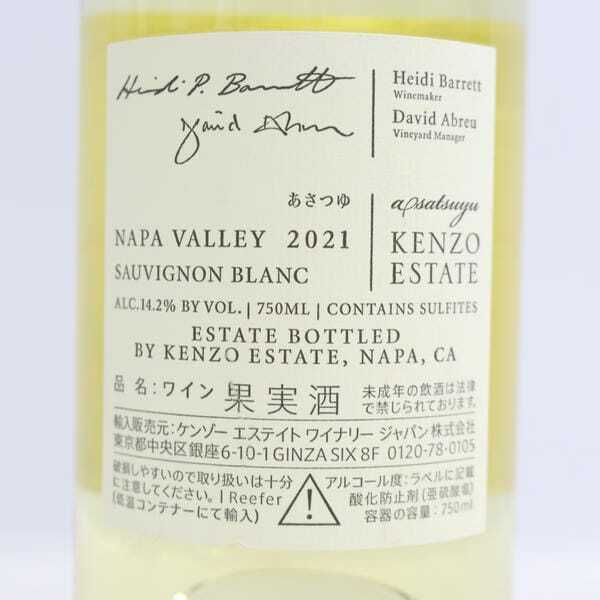 Heidi P. Barrett
David Abreu
Heidi Barrett
Winemaker
David Abreu
Vineyard Manager
あさつゆ
NAPA VALLEY 2021
SAUVIGNON BLANC
asatsuyu
KENZO
ESTATE
ALC.14.2% BY VOL. | 750ML | CONTAINS SULFITES
ESTATE BOTTLED
BY KENZO ESTATE, NAPA, CA
品 名：ワイン 果実酒
未成年の飲酒は法律
で禁じられております。
輸入販売元：ケンゾー エステイト ワイナリー ジャパン株式会社
東京都中央区銀座6-10-1 GINZA SIX 8F 0120-78-0105
破損しやすいので取り扱いは十分
に注意してください。 | Reefer
(低温コンテナーにて輸入)
!
アルコール度：ラベルに記載
酸化防止剤(亜硫酸塩)
容器の容量：750ml